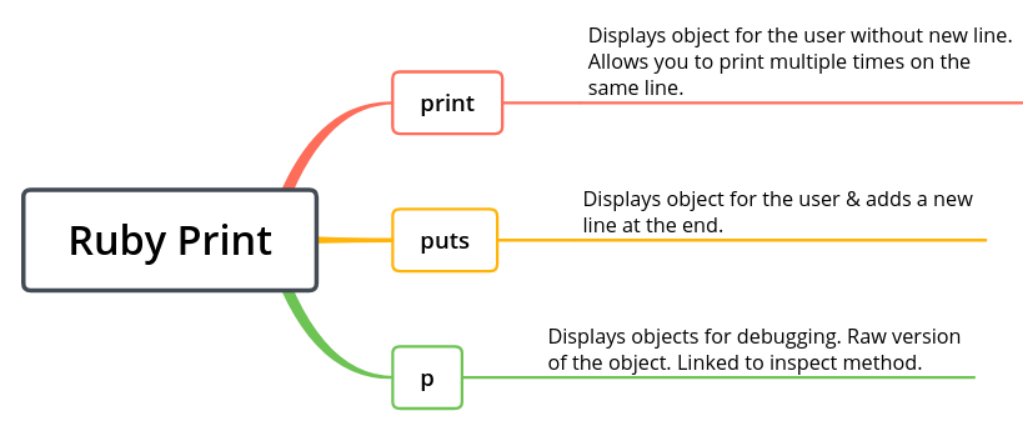 Displays object for the user without new line.
Allows you to print multiple times on the
same line.
print
Displays object for the user & adds a new
line at the end.
puts
Ruby Print
Displays objects for debugging. Raw version
of the object. Linked to inspect method.
p